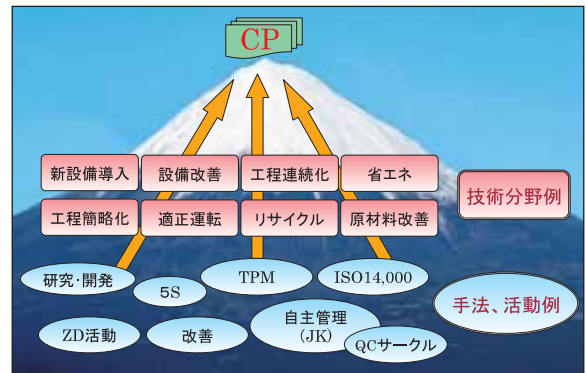 CP
新設備導入
設備改善
工程連続化
省エネ
技術分野例
工程簡略化
適正運転
リサイクル
原材料改善
研究・開発
5S
TPM
ISO14,000
手法、活動例
ZD活動
改善
自主管理
(JK)
QCサークル